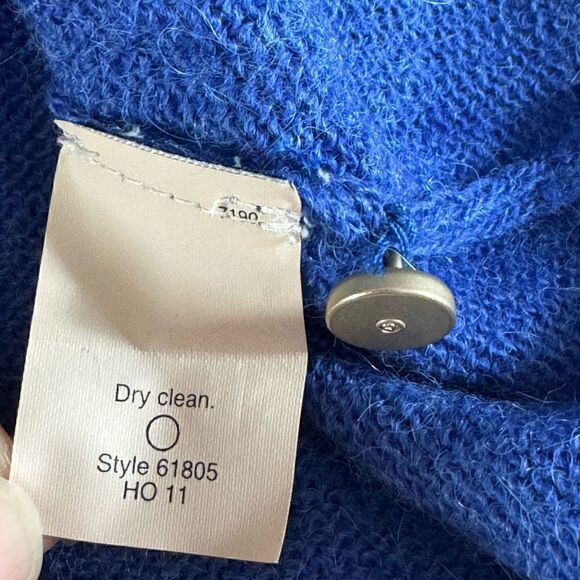 Dry clean.
Style 61805
HO 11